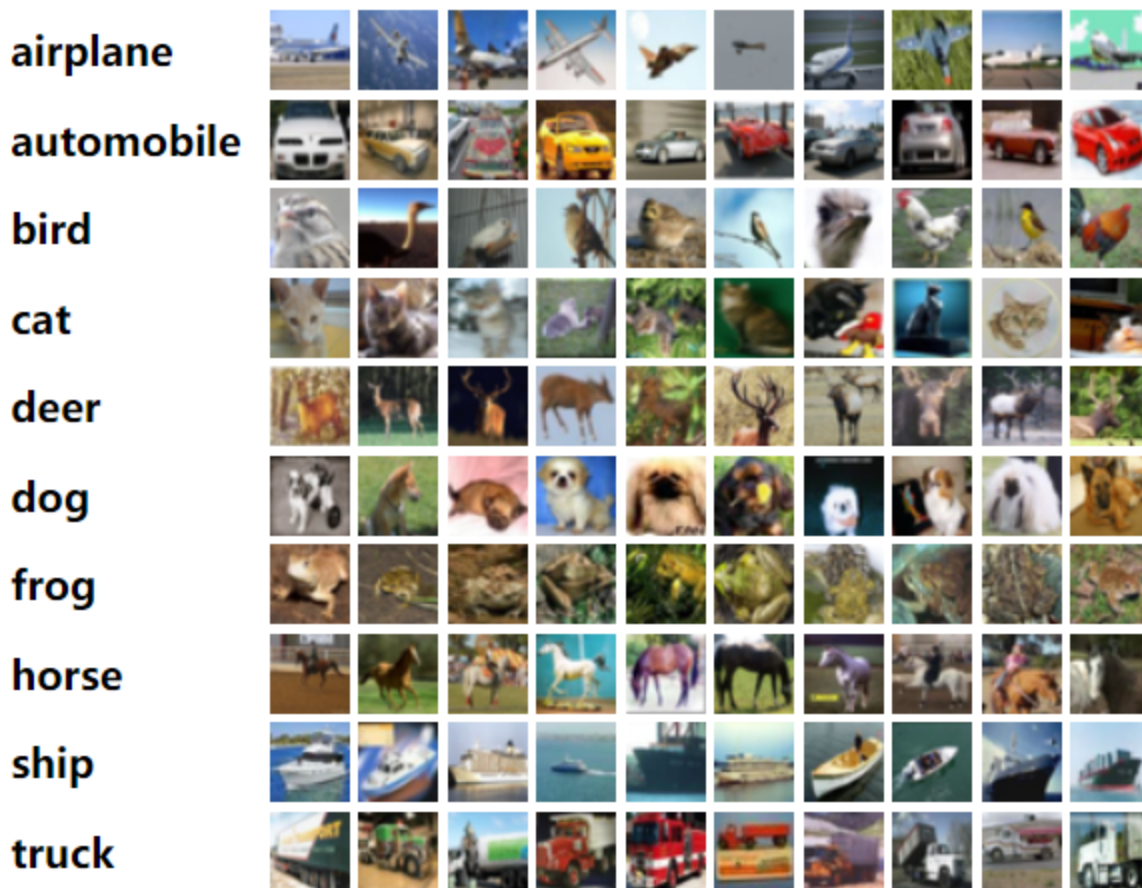 airplane
automobile
bird
cat
deer
dog
frog
horse
ship
truck